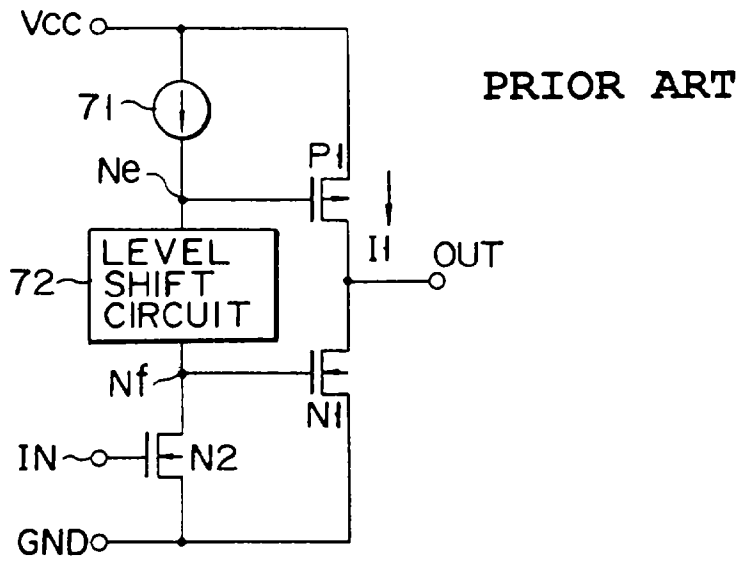 VCC
71
PRIOR ART
P1
Ne
I1
OUT
LEVEL
SHIFT
CIRCUIT
72
Nf
N1
IN
N2
GND